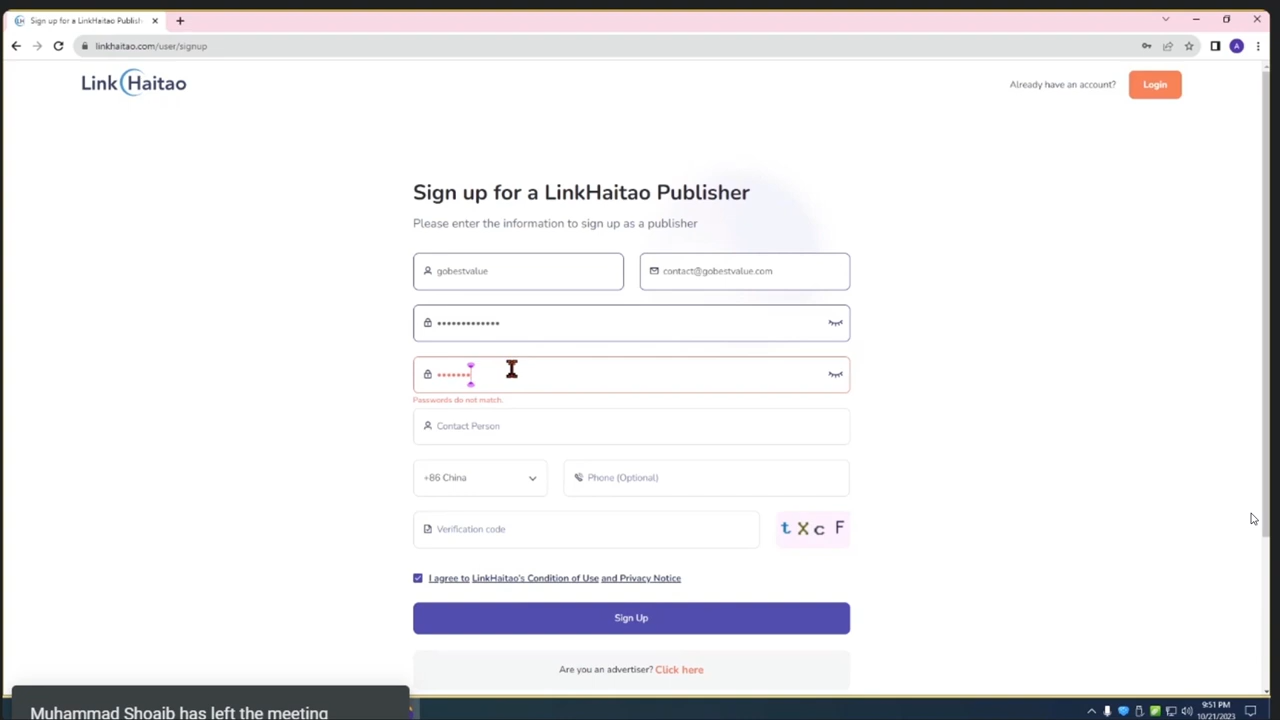 Sign up for a LinkHaitao Publish
linkhaitao.com/user/signup
A
Link Haitao
Already have an account?
Login
Sign up for a LinkHaitao Publisher
Please enter the information to sign up as a publisher
gobestvalue
contact@gobestvalue.com
Passwords do not match.
Contact Person
+86 China
Phone (Optional)
Verification code
t X c F
I agree to LinkHaitao's Condition of Use and Privacy Notice
Sign Up
Are you an advertiser? Click here
Muhammad Shoaib has left the meeting
9:51 PM
10/21/2023